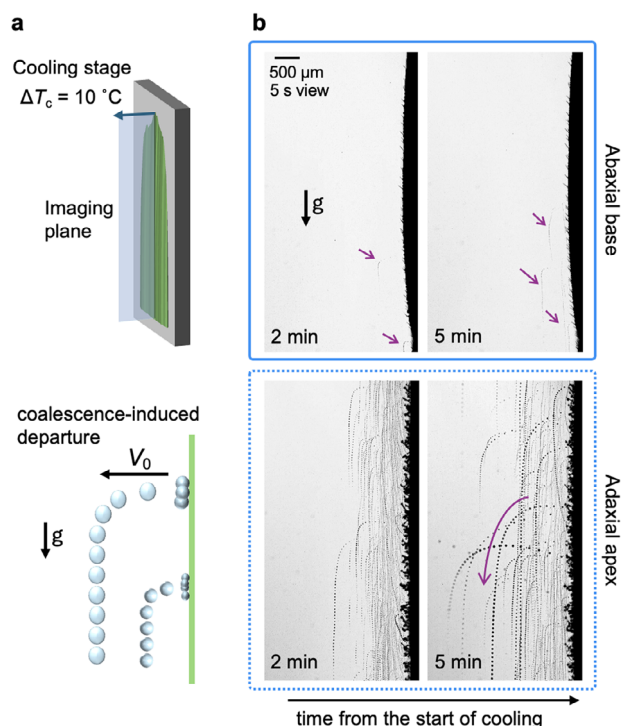 a
Cooling stage
ΔTc = 10 ˚C
Imaging
plane
coalescence-induced
departure
V0
g
b
500 µm
5 s view
g
2 min
5 min
Abaxial base
2 min
5 min
Adaxial apex
time from the start of cooling